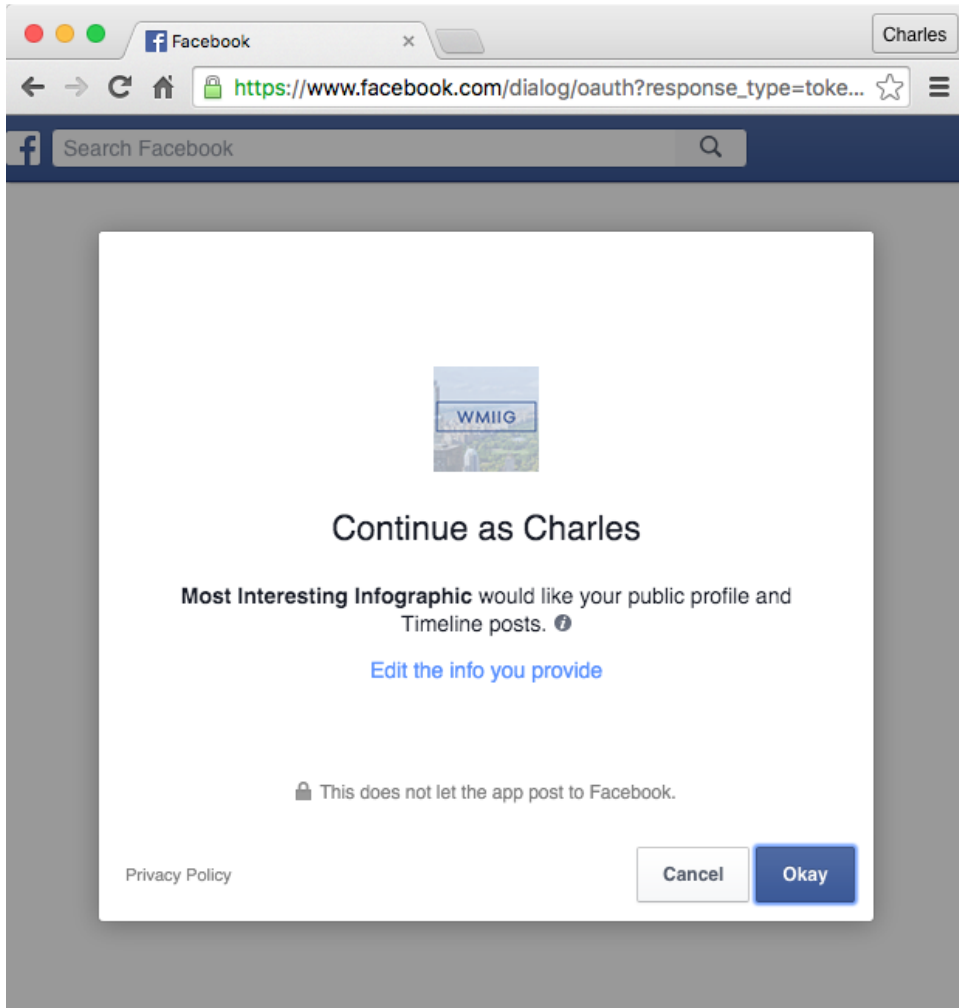 Facebook
Charles
https://www.facebook.com/dialog/oauth?response_type=toke...
Search Facebook
WMIIG
Continue as Charles
Most Interesting Infographic would like your public profile and
Timeline posts.
Edit the info you provide
This does not let the app post to Facebook.
Privacy Policy
Cancel
Okay